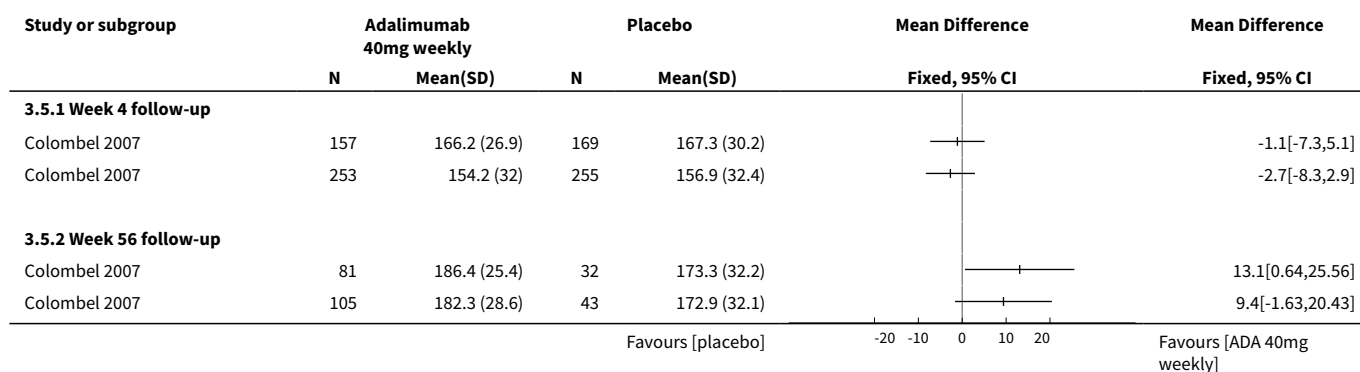 Study or subgroup Adalimumab 40mg weekly Placebo Mean Difference Mean Difference
N Mean(SD) N Mean(SD) Fixed, 95% CI Fixed, 95% CI
3.5.1 Week 4 follow-up
Colombel 2007 157 166.2 (26.9) 169 167.3 (30.2) -1.1[-7.3,5.1]
Colombel 2007 253 154.2 (32) 255 156.9 (32.4) -2.7[-8.3,2.9]
3.5.2 Week 56 follow-up
Colombel 2007 81 186.4 (25.4) 32 173.3 (32.2) 13.1[0.64,25.56]
Colombel 2007 105 182.3 (28.6) 43 172.9 (32.1) 9.4[-1.63,20.43]
Favours [placebo] -20 -10 0 10 20 Favours [ADA 40mg weekly]